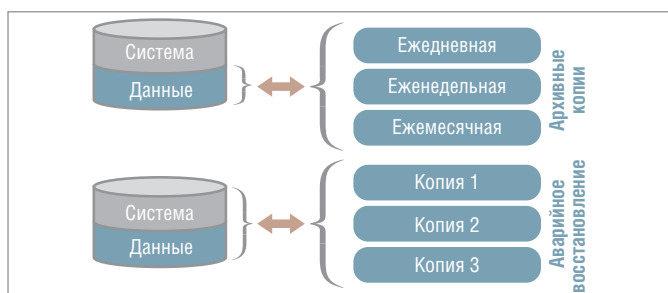 Система
Данные
Ежедневная
Еженедельная
Ежемесячная
Архивные
копии
Система
Данные
Копия 1
Копия 2
Копия 3
Аварийное
восстановление